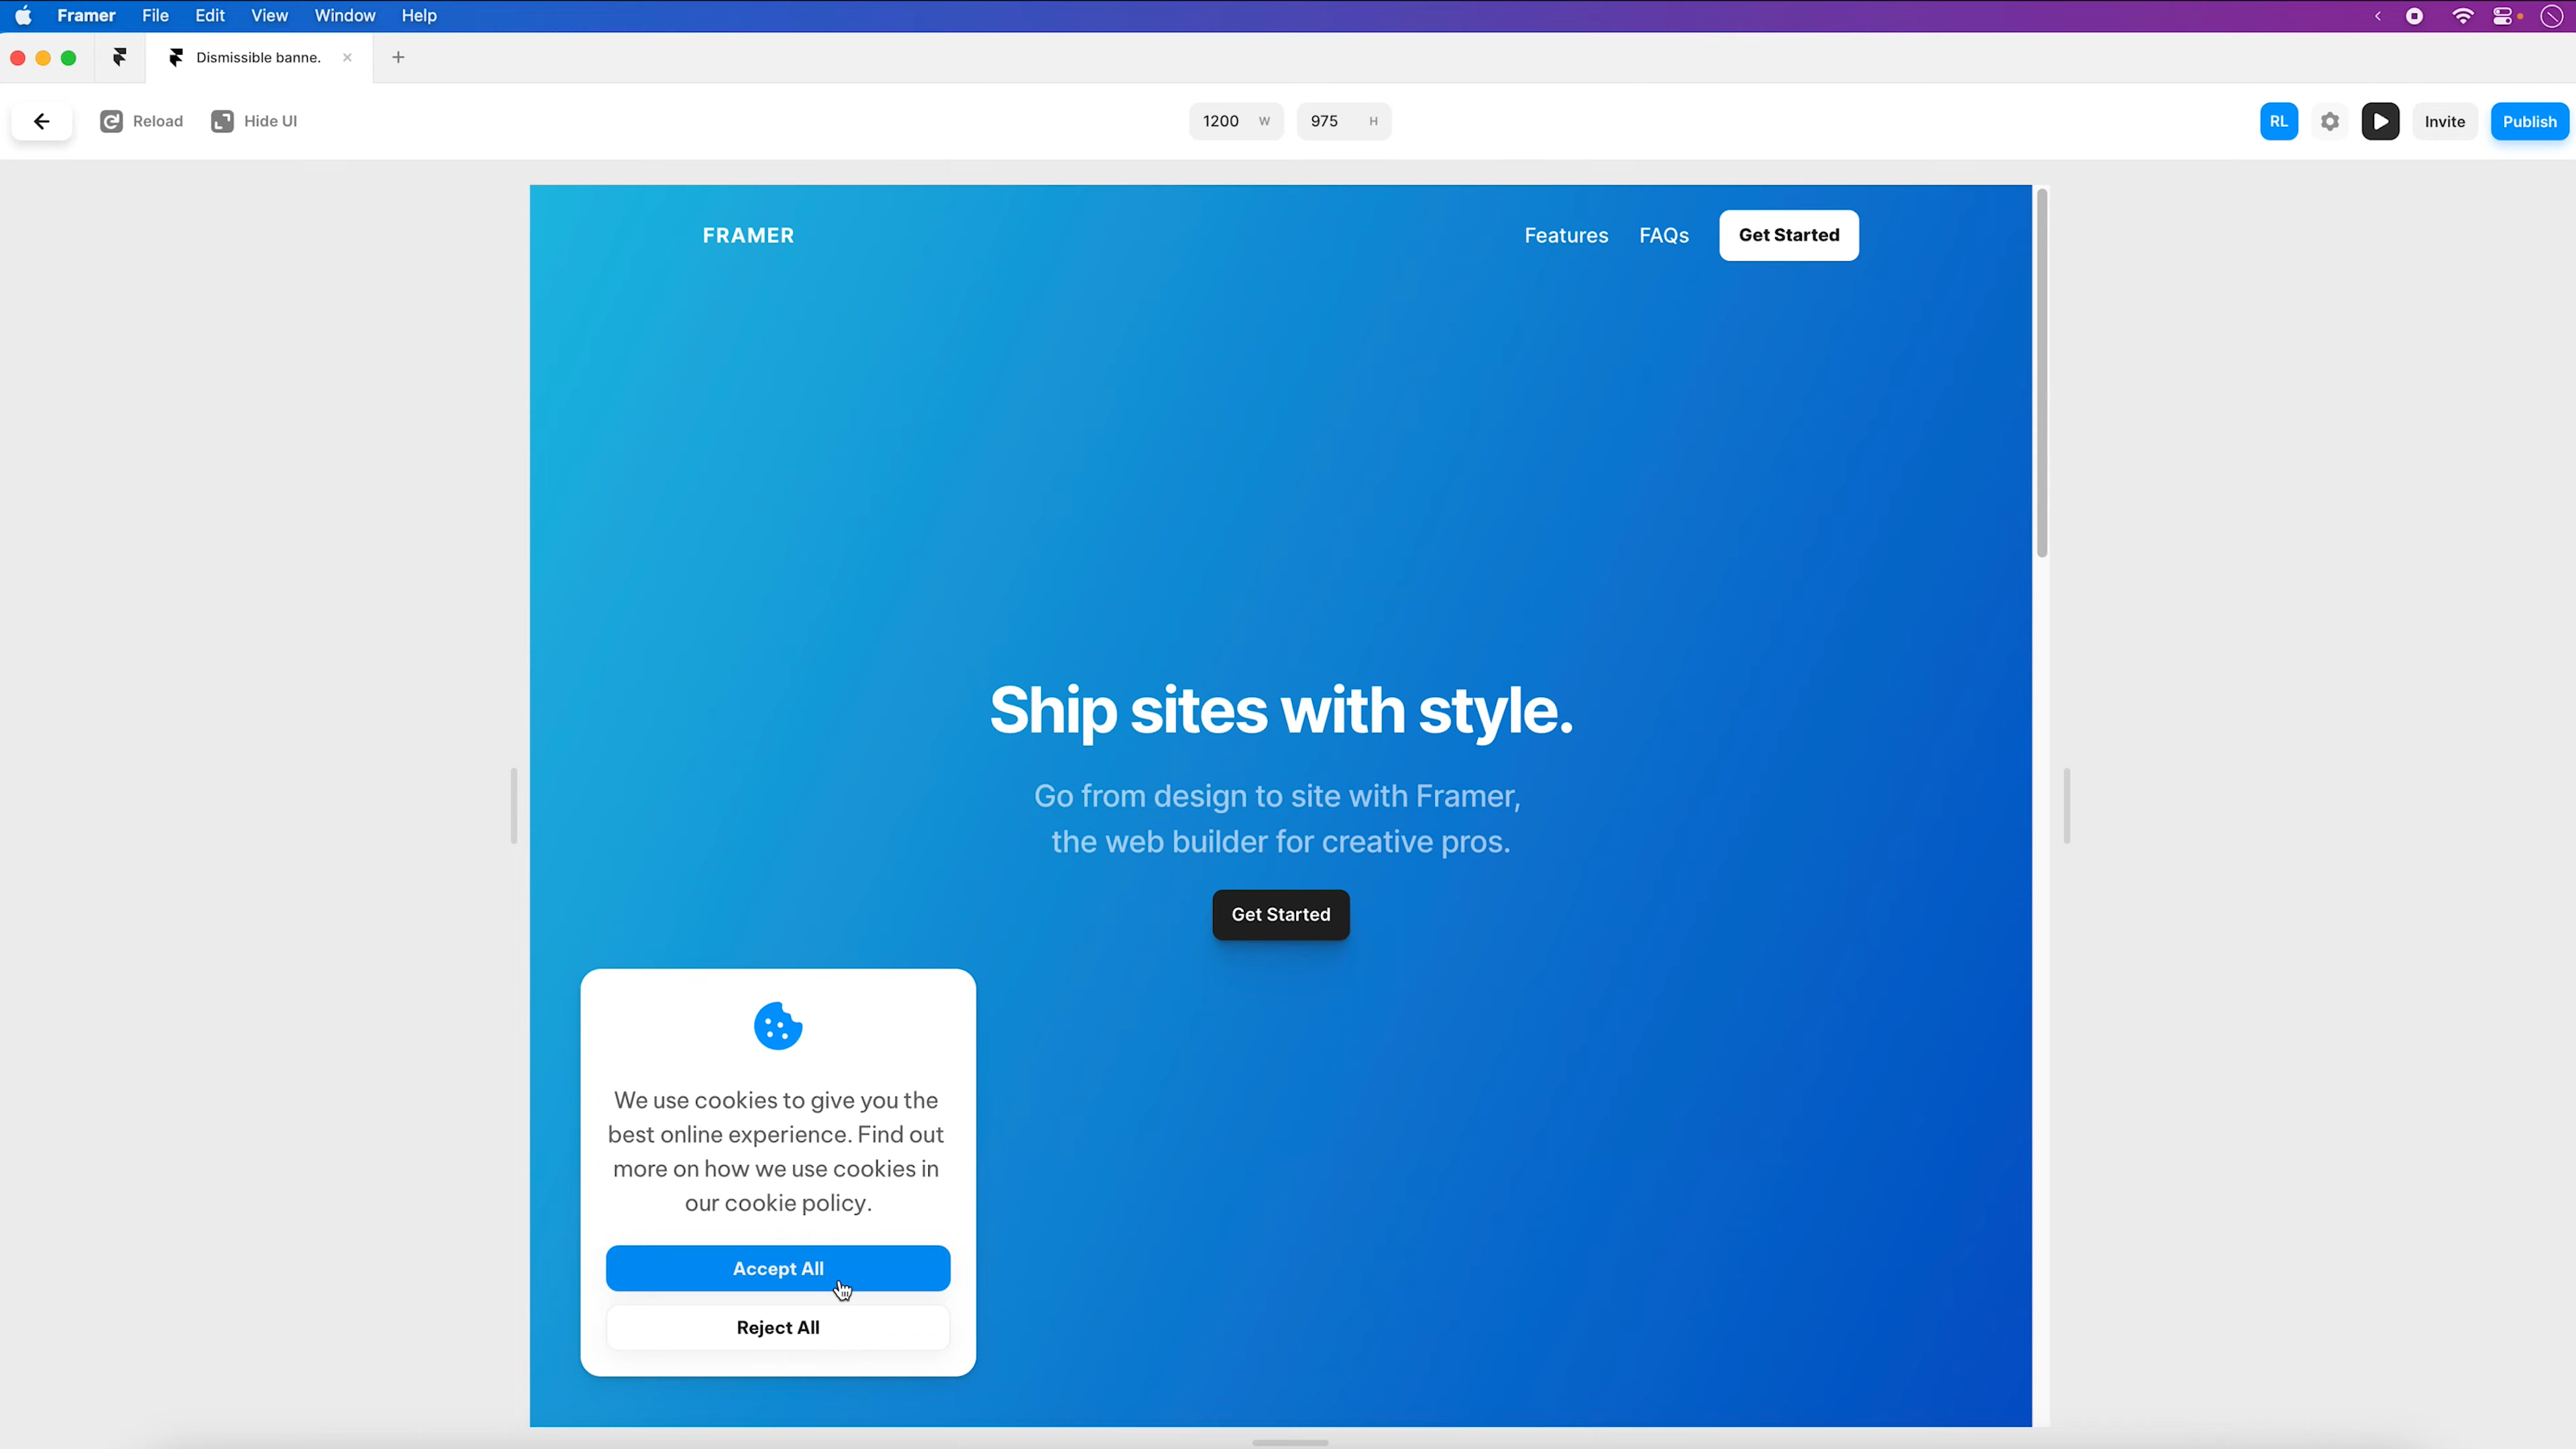 Framer File Edit View Window Help
Dismissible banne.
Reload Hide UI
1200 W 975 H
RL Invite Publish
FRAMER
Features FAQs Get Started
Ship sites with style.
Go from design to site with Framer,
the web builder for creative pros.
Get Started
We use cookies to give you the
best online experience. Find out
more on how we use cookies in
our cookie policy.
Accept All
Reject All